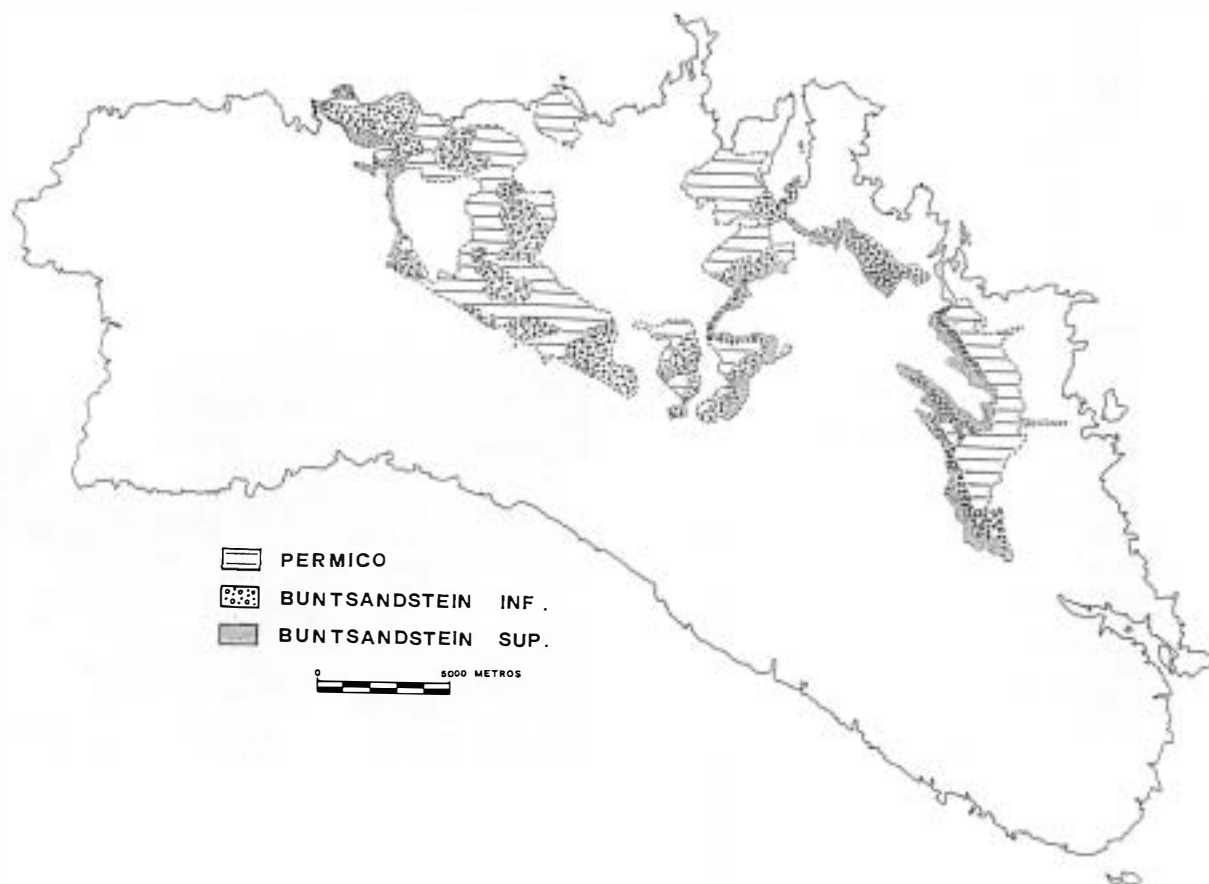 PERMICO
BUNTSANDSTEIN INF.
BUNTSANDSTEIN SUP.
0 5000 METROS